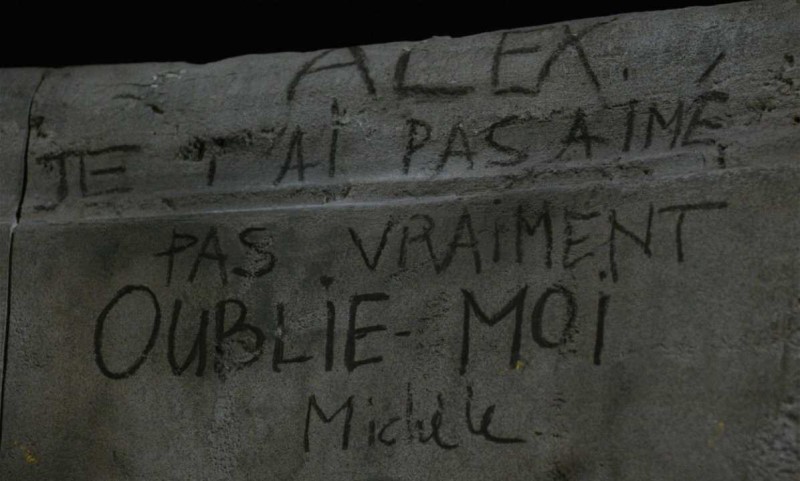 ALEX.
JE T'Ai PAS AIMÉ
PAS VRAiMENT
OUBLiE-MOi
Michèle